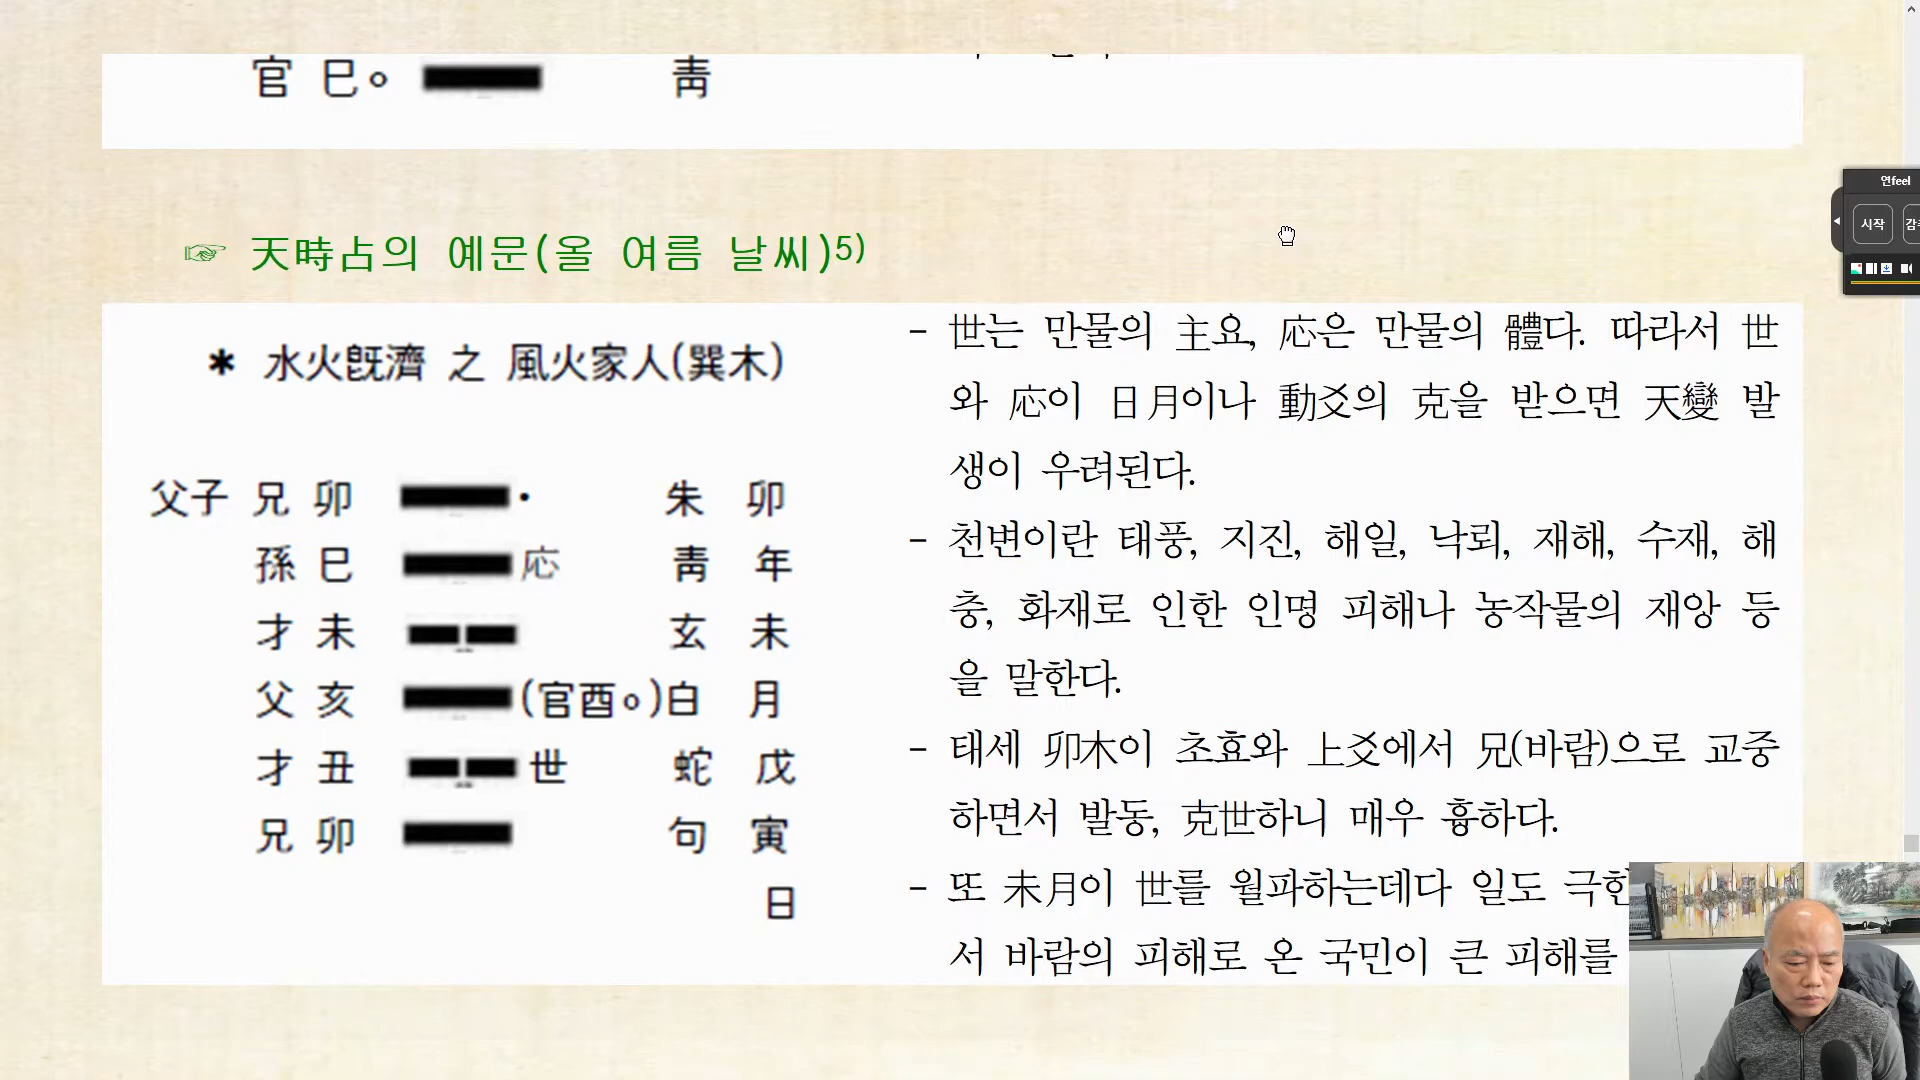 官 巳。 靑
☞ 天時占의 예문(올 여름 날씨)5)
* 水火旣濟 之 風火家人(巽木)
父子 兄 卯 · 朱 卯
孫 巳 応 靑 年
才 未 玄 未
父 亥 (官酉。)白 月
才 丑 世 蛇 戊
兄 卯 句 寅
日
- 世는 만물의 主요, 応은 만물의 體다. 따라서 世
와 応이 日月이나 動爻의 克을 받으면 天變 발
생이 우려된다.
- 천변이란 태풍, 지진, 해일, 낙뢰, 재해, 수재, 해
충, 화재로 인한 인명 피해나 농작물의 재앙 등
을 말한다.
- 태세 卯木이 초효와 上爻에서 兄(바람)으로 교중
하면서 발동, 克世하니 매우 흉하다.
- 또 未月이 世를 월파하는데다 일도 극한
서 바람의 피해로 온 국민이 큰 피해를
연feel
시작